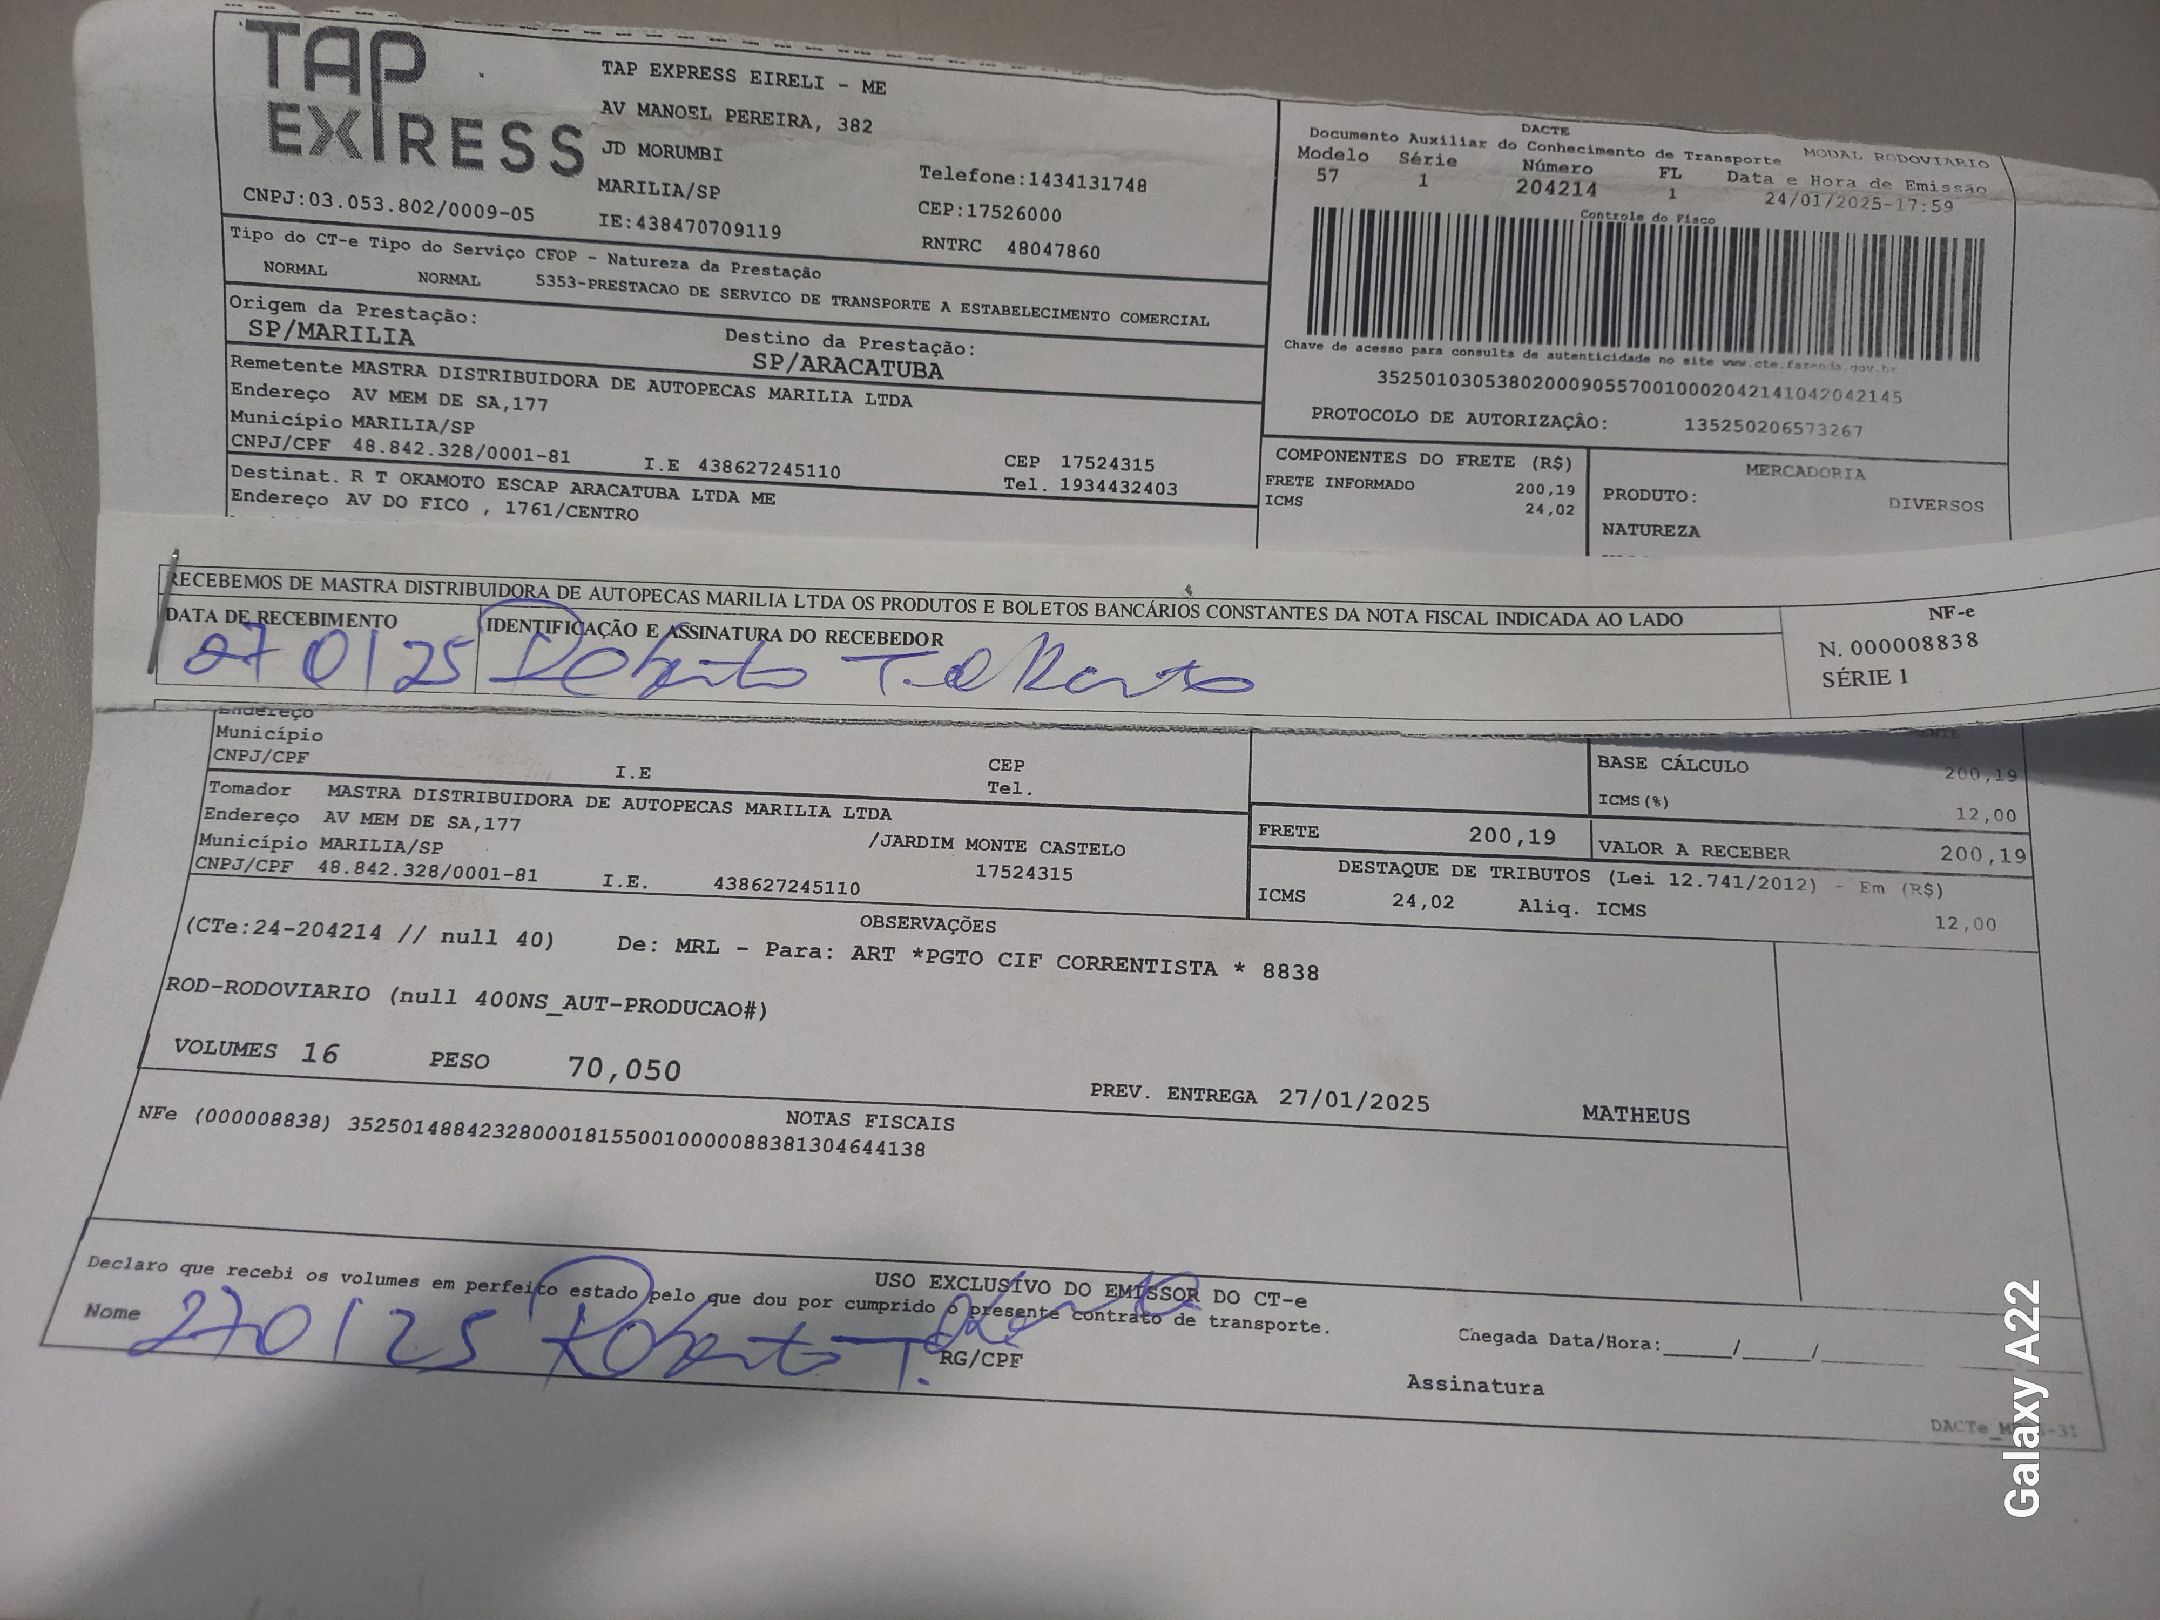 TAP
EXPRESS
TAP EXPRESS EIRELI - ME
AV MANOEL PEREIRA, 382
JD MORUMBI
MARILIA/SP
Telefone:1434131748
CEP:17526000
CNPJ:03.053.802/0009-05
IE:438470709119
RNTRC 48047860
DACTE
Documento Auxiliar do Conhecimento de Transporte
MODAL RODOVIARIO
Modelo Série Número FL Data e Hora de Emissão
57 1 204214 1 24/01/2025-17:59
Controle do Fisco
Chave de acesso para consulta de autenticidade no site www.cte.fazenda.gov.br
35250103053802000905570010002042141042042145
PROTOCOLO DE AUTORIZAÇÃO: 135250206573267
Tipo do CT-e Tipo do Serviço CFOP - Natureza da Prestação
NORMAL NORMAL 5353-PRESTACAO DE SERVICO DE TRANSPORTE A ESTABELECIMENTO COMERCIAL
Origem da Prestação:
SP/MARILIA
Destino da Prestação:
SP/ARACATUBA
Remetente MASTRA DISTRIBUIDORA DE AUTOPECAS MARILIA LTDA
Endereço AV MEM DE SA,177
Município MARILIA/SP
CNPJ/CPF 48.842.328/0001-81 I.E 438627245110
CEP 17524315
Tel. 1934432403
Destinat. R T OKAMOTO ESCAP ARACATUBA LTDA ME
Endereço AV DO FICO , 1761/CENTRO
COMPONENTES DO FRETE (R$)
FRETE INFORMADO 200,19
ICMS 24,02
MERCADORIA
PRODUTO: DIVERSOS
NATUREZA
RECEBEMOS DE MASTRA DISTRIBUIDORA DE AUTOPECAS MARILIA LTDA OS PRODUTOS E BOLETOS BANCÁRIOS CONSTANTES DA NOTA FISCAL INDICADA AO LADO
DATA DE RECEBIMENTO
IDENTIFICAÇÃO E ASSINATURA DO RECEBEDOR
27 01 25 Roberto T.
NF-e
N. 000008838
SÉRIE 1
Endereço
Município
CNPJ/CPF I.E
CEP
Tel.
Tomador MASTRA DISTRIBUIDORA DE AUTOPECAS MARILIA LTDA
Endereço AV MEM DE SA,177 /JARDIM MONTE CASTELO
Município MARILIA/SP 17524315
CNPJ/CPF 48.842.328/0001-81 I.E. 438627245110
BASE CÁLCULO 200,19
ICMS(%) 12,00
FRETE 200,19
VALOR A RECEBER 200,19
DESTAQUE DE TRIBUTOS (Lei 12.741/2012) - Em (R$)
ICMS 24,02 Aliq. ICMS 12,00
OBSERVAÇÕES
(CTe:24-204214 // null 40) De: MRL - Para: ART *PGTO CIF CORRENTISTA * 8838
ROD-RODOVIARIO (null 400NS_AUT-PRODUCAO#)
VOLUMES 16 PESO 70,050
PREV. ENTREGA 27/01/2025 MATHEUS
NOTAS FISCAIS
NFe (000008838) 35250148842328000181550010000088381304644138
USO EXCLUSIVO DO EMISSOR DO CT-e
Declaro que recebi os volumes em perfeito estado pelo que dou por cumprido o presente contrato de transporte.
Nome 27 01 25 Roberto T.
RG/CPF
Chegada Data/Hora:_____/_____/
Assinatura
Galaxy A22